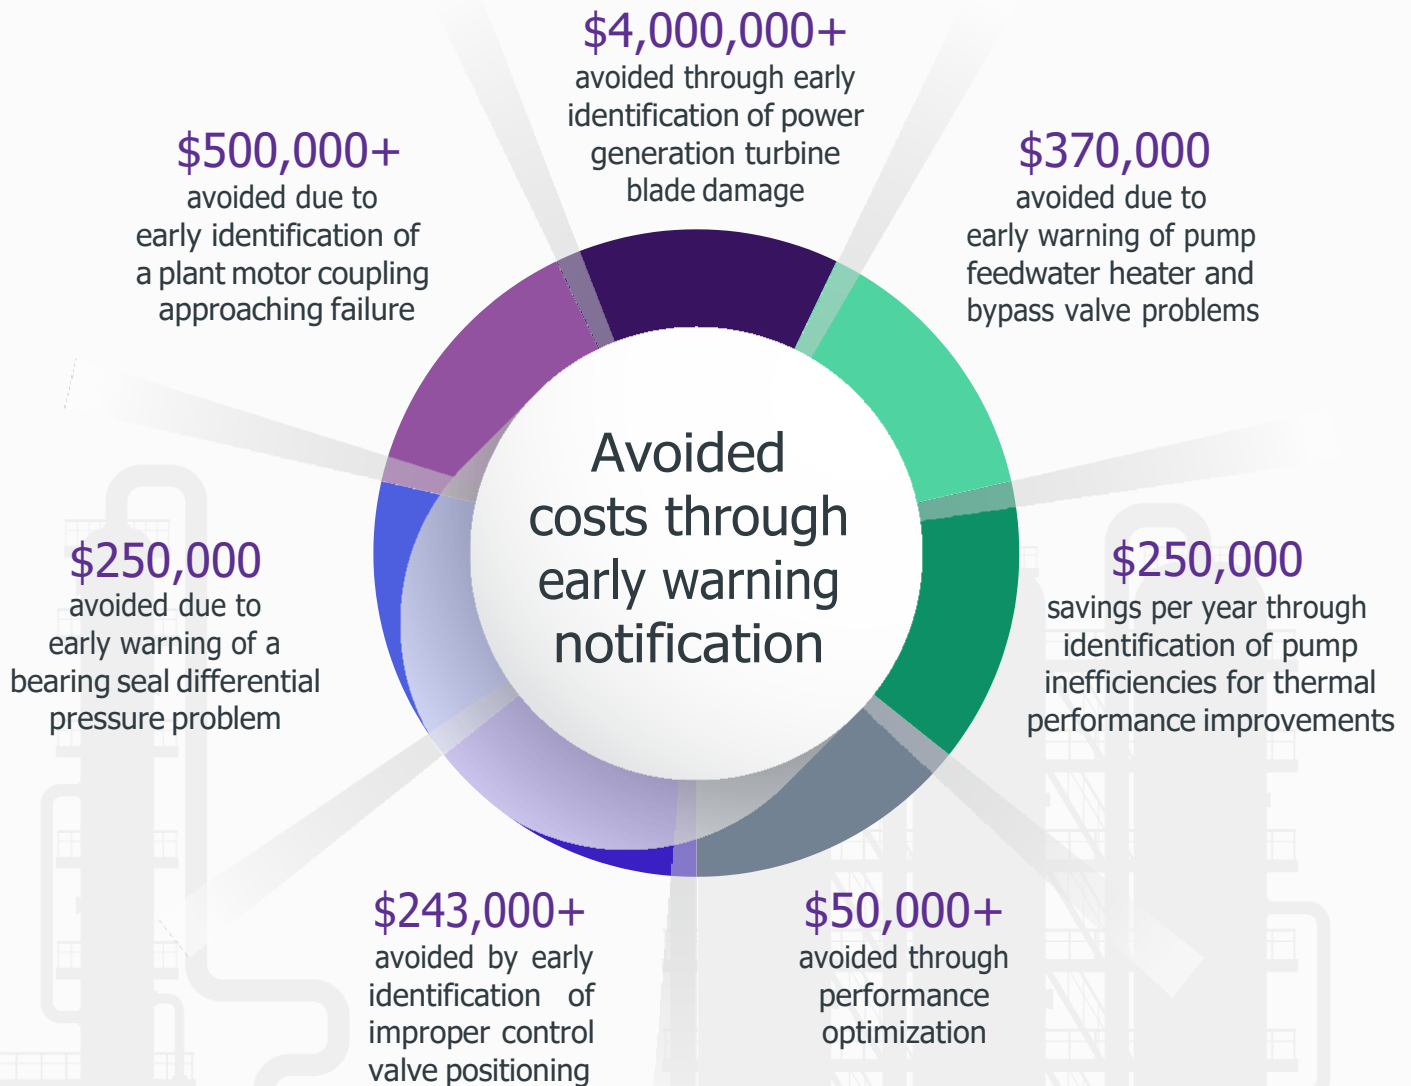 $4,000,000+
avoided through early
identification of power
generation turbine
blade damage
$500,000+
avoided due to
early identification of
a plant motor coupling
approaching failure
$370,000
avoided due to
early warning of pump
feedwater heater and
bypass valve problems
Avoided
costs through
early warning
notification
$250,000
avoided due to
early warning of a
bearing seal differential
pressure problem
$250,000
savings per year through
identification of pump
inefficiencies for thermal
performance improvements
$243,000+
avoided by early
identification of
improper control
valve positioning
$50,000+
avoided through
performance
optimization